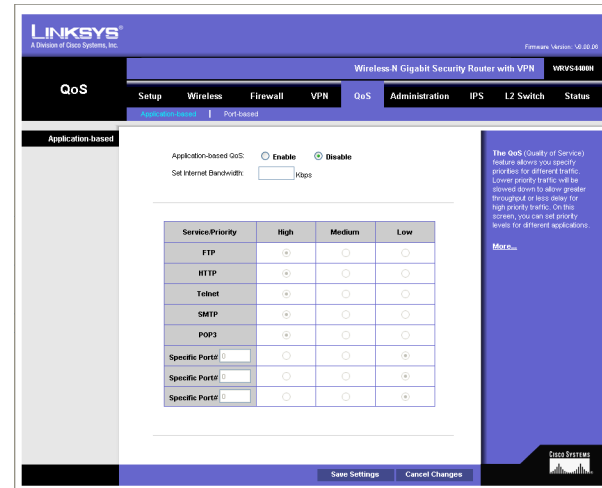 LINKSYS®
A Division of Cisco Systems, Inc.
Firmware Version: V0.00.06
Wireless-N Gigabit Security Router with VPN WRVS4400N
QoS
Setup Wireless Firewall VPN QoS Administration IPS L2 Switch Status
Application-based | Port-based
Application-based
Application-based QoS: Enable Disable
Set Internet Bandwidth: Kbps
Service/Priority High Medium Low
FTP
HTTP
Telnet
SMTP
POP3
Specific Port# 0
Specific Port# 0
Specific Port# 0
The QoS (Quality of Service)
feature allows you specify
priorities for different traffic.
Lower priority traffic will be
slowed down to allow greater
throughput or less delay for
high priority traffic. On this
screen, you can set priority
levels for different applications.
More...
Save Settings Cancel Changes
CISCO SYSTEMS